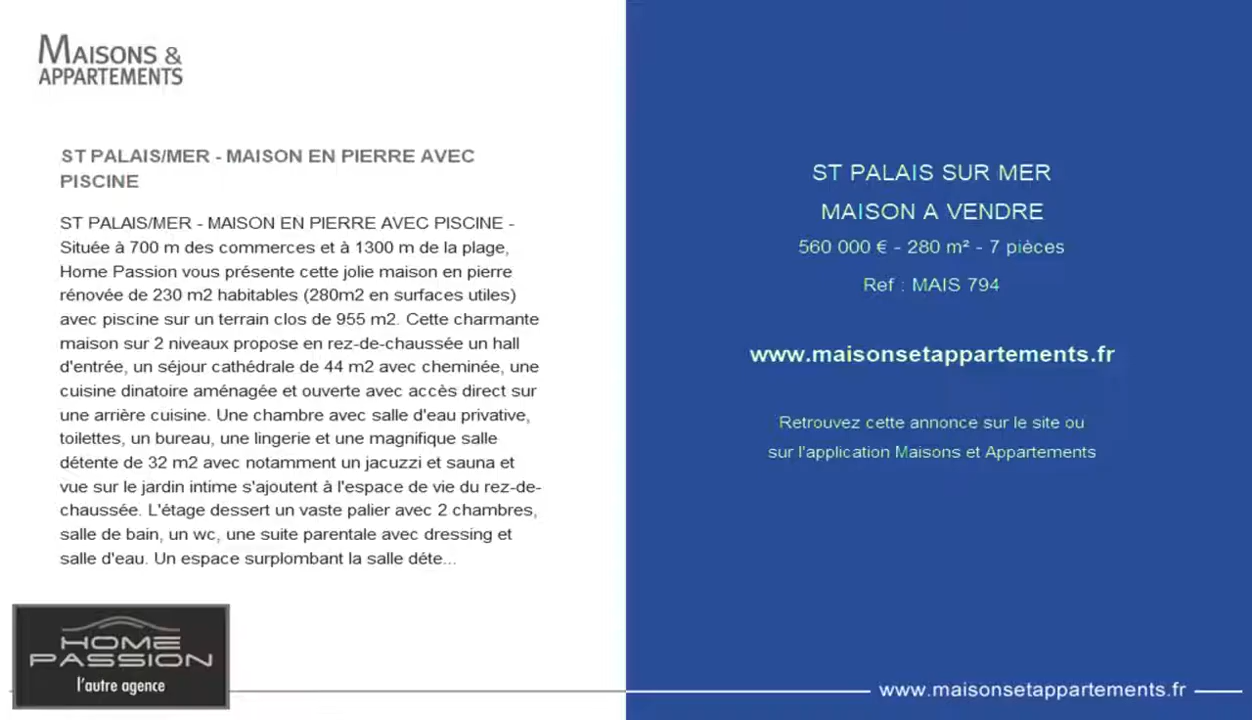 MAISONS &
APPARTEMENTS
ST PALAIS/MER - MAISON EN PIERRE AVEC
PISCINE
ST PALAIS/MER - MAISON EN PIERRE AVEC PISCINE -
Située à 700 m des commerces et à 1300 m de la plage,
Home Passion vous présente cette jolie maison en pierre
rénovée de 230 m2 habitables (280m2 en surfaces utiles)
avec piscine sur un terrain clos de 955 m2. Cette charmante
maison sur 2 niveaux propose en rez-de-chaussée un hall
d'entrée, un séjour cathédrale de 44 m2 avec cheminée, une
cuisine dinatoire aménagée et ouverte avec accès direct sur
une arrière cuisine. Une chambre avec salle d'eau privative,
toilettes, un bureau, une lingerie et une magnifique salle
détente de 32 m2 avec notamment un jacuzzi et sauna et
vue sur le jardin intime s'ajoutent à l'espace de vie du rez-de-
chaussée. L'étage dessert un vaste palier avec 2 chambres,
salle de bain, un wc, une suite parentale avec dressing et
salle d'eau. Un espace surplombant la salle déte...
HOME
PASSION
l'autre agence
ST PALAIS SUR MER
MAISON A VENDRE
560 000 € - 280 m² - 7 pièces
Ref : MAIS 794
www.maisonsetappartements.fr
Retrouvez cette annonce sur le site ou
sur l'application Maisons et Appartements
www.maisonsetappartements.fr